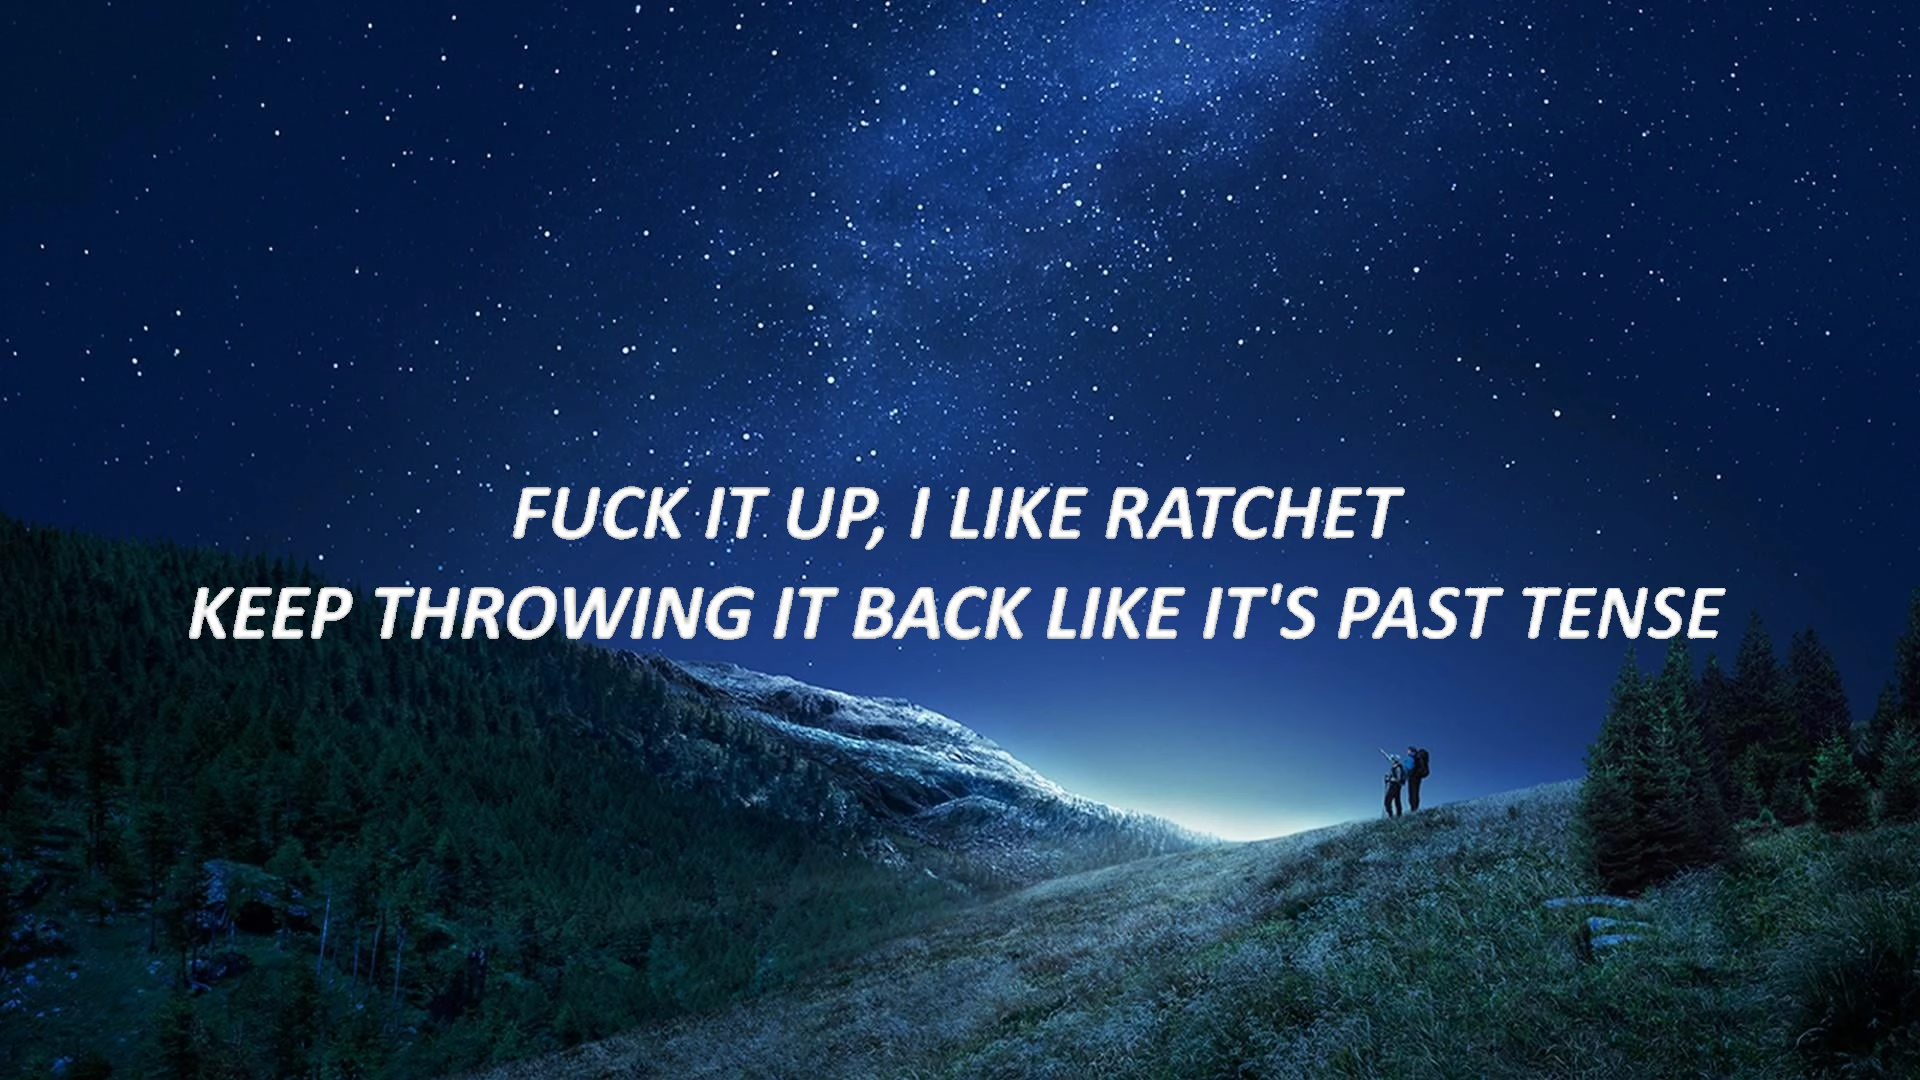 FUCK IT UP, I LIKE RATCHET
KEEP THROWING IT BACK LIKE IT'S PAST TENSE